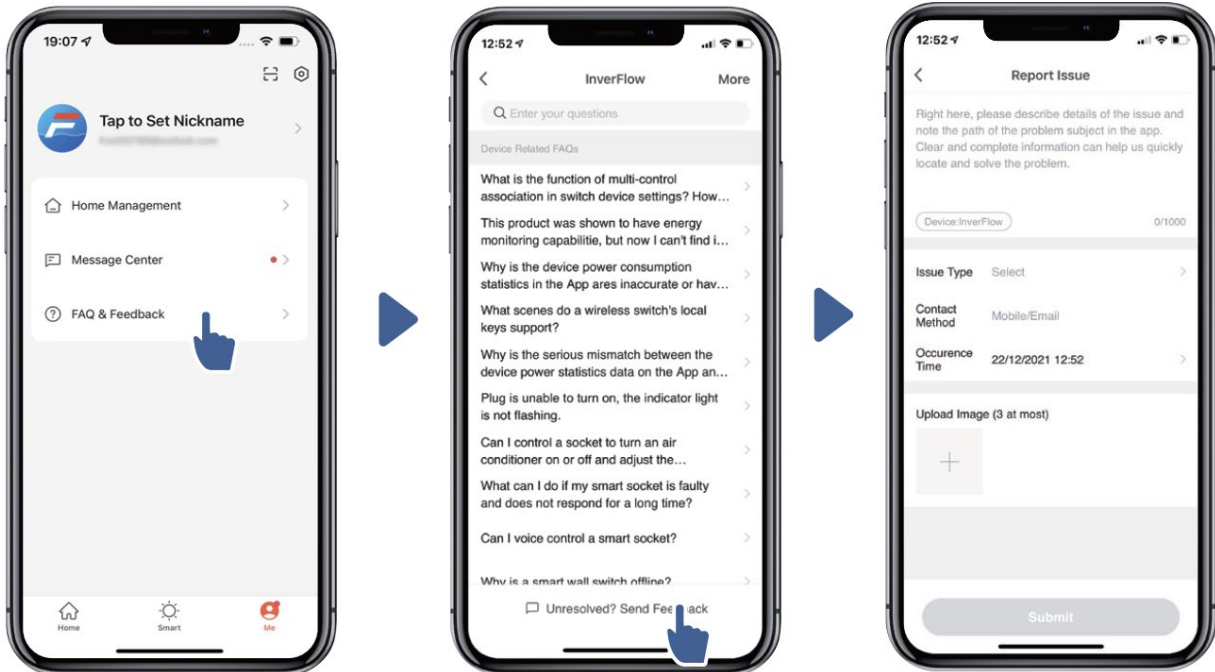 19:07
Tap to Set Nickname
Home Management
Message Center
FAQ & Feedback
Home
Smart
Me
12:52
InverFlow
More
Enter your questions
Device Related FAQs
What is the function of multi-control
association in switch device settings? How...
This product was shown to have energy
monitoring capabilitie, but now I can't find i...
Why is the device power consumption
statistics in the App ares inaccurate or hav...
What scenes do a wireless switch's local
keys support?
Why is the serious mismatch between the
device power statistics data on the App an...
Plug is unable to turn on, the indicator light
is not flashing.
Can I control a socket to turn an air
conditioner on or off and adjust the...
What can I do if my smart socket is faulty
and does not respond for a long time?
Can I voice control a smart socket?
Why is a smart wall switch offline?
Unresolved? Send Feedback
12:52
Report Issue
Right here, please describe details of the issue and
note the path of the problem subject in the app.
Clear and complete information can help us quickly
locate and solve the problem.
Device:InverFlow
0/1000
Issue Type Select
Contact
Method
Mobile/Email
Occurence
Time
22/12/2021 12:52
Upload Image (3 at most)
Submit